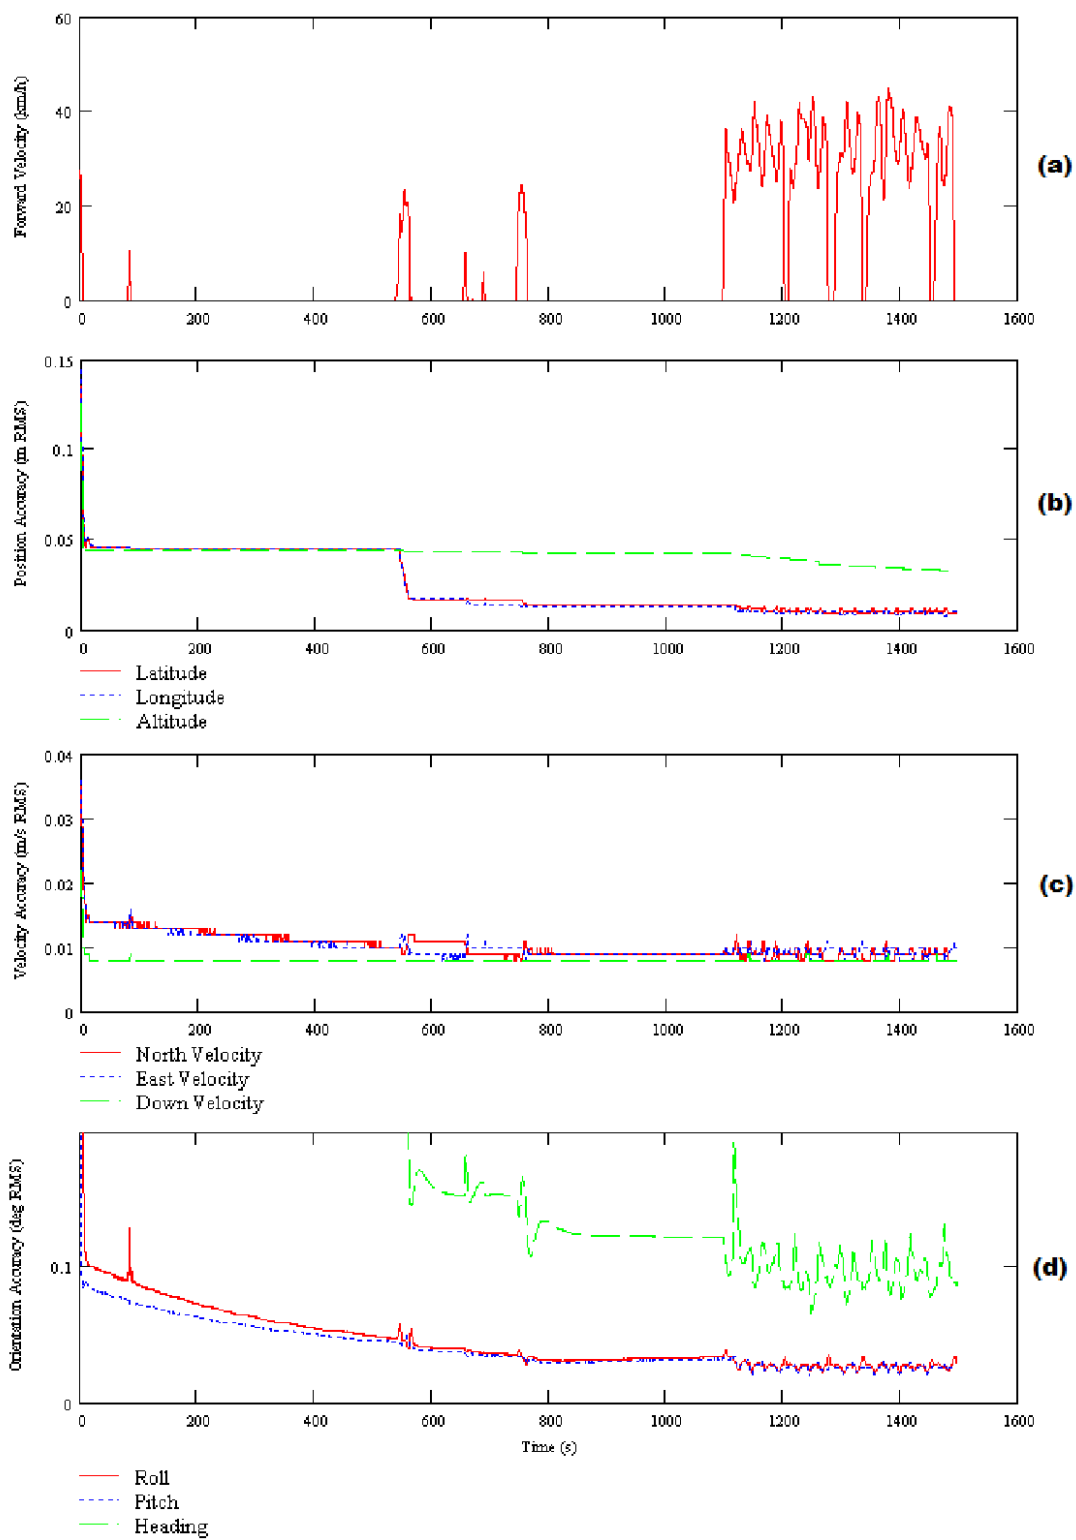 60
40
20
0
Forward Velocity (km/h)
(a)
0 200 400 600 800 1000 1200 1400 1600
0.15
0.1
0.05
0
Position Accuracy (m RMS)
(b)
0 200 400 600 800 1000 1200 1400 1600
Latitude
Longitude
Altitude
0.04
0.03
0.02
0.01
0
Velocity Accuracy (m/s RMS)
(c)
0 200 400 600 800 1000 1200 1400 1600
North Velocity
East Velocity
Down Velocity
0.1
0
Orientation Accuracy (deg RMS)
(d)
0 200 400 600 800 1000 1200 1400 1600
Time (s)
Roll
Pitch
Heading